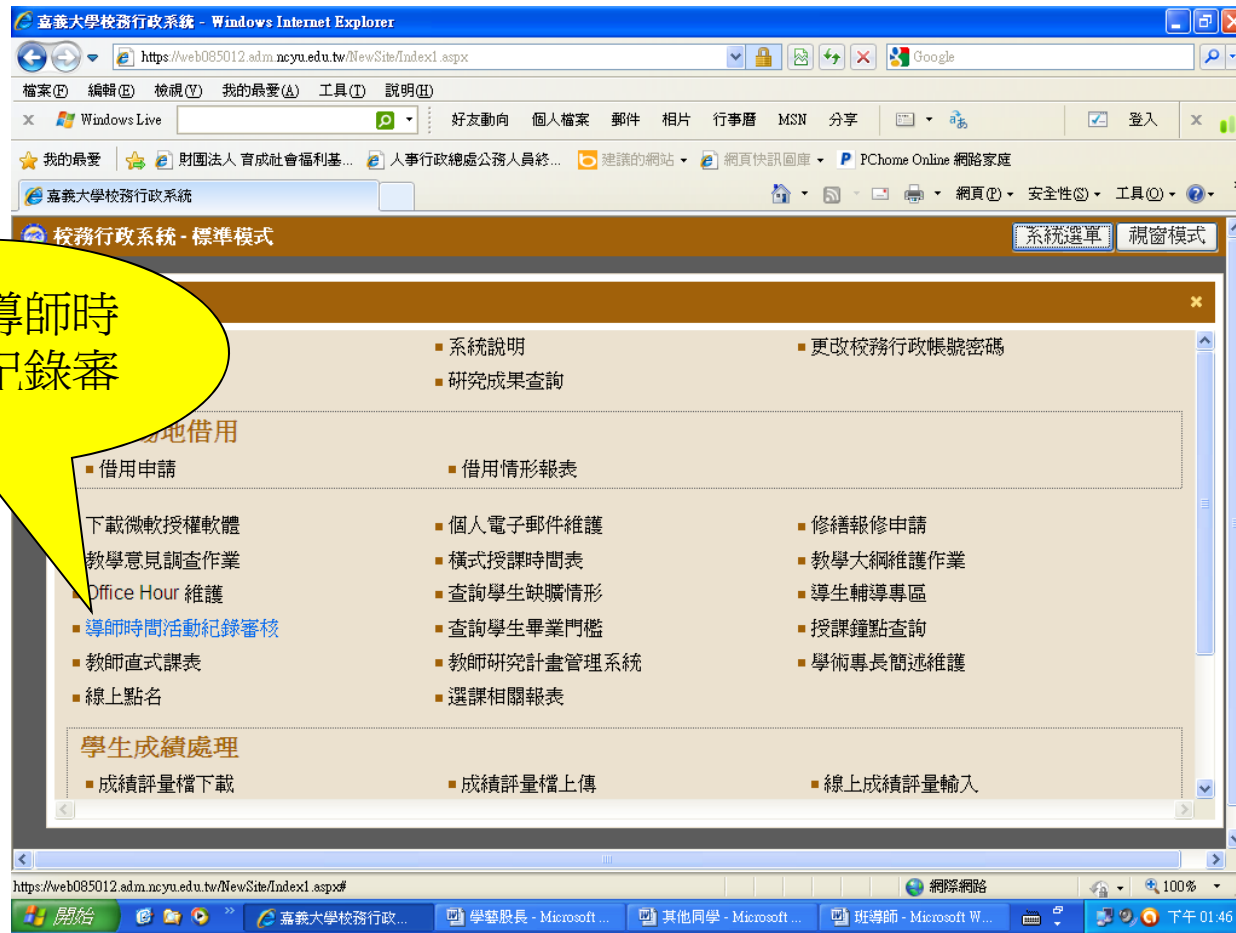 嘉義大學校務行政系統 - Windows Internet Explorer
https://web085012.adm.ncyu.edu.tw/NewSite/Index1.aspx
Google
檔案(F) 編輯(E) 檢視(V) 我的最愛(A) 工具(T) 說明(H)
x Windows Live 好友動向 個人檔案 郵件 相片 行事曆 MSN 分享 登入 x
我的最愛 財團法人 育成社會福利基... 人事行政總處公務人員終... 建議的網站 網頁快訊圖庫 PChome Online 網路家庭
嘉義大學校務行政系統 網頁(P) 安全性(S) 工具(O)
校務行政系統 - 標準模式 系統選單 視窗模式
導師時
紀錄審
系統說明 更改校務行政帳號密碼
研究成果查詢
地借用
借用申請 借用情形報表
下載微軟授權軟體 個人電子郵件維護 修繕報修申請
教學意見調查作業 橫式授課時間表 教學大綱維護作業
Office Hour 維護 查詢學生缺曠情形 導生輔導專區
導師時間活動紀錄審核 查詢學生畢業門檻 授課鐘點查詢
教師直式課表 教師研究計畫管理系統 學術專長簡述維護
線上點名 選課相關報表
學生成績處理
成績評量檔下載 成績評量檔上傳 線上成績評量輸入
https://web085012.adm.ncyu.edu.tw/NewSite/Index1.aspx# 網際網路 100%
開始 嘉義大學校務行政... 學藝股長 - Microsoft ... 其他同學 - Microsoft ... 班導師 - Microsoft W... 下午 01:46